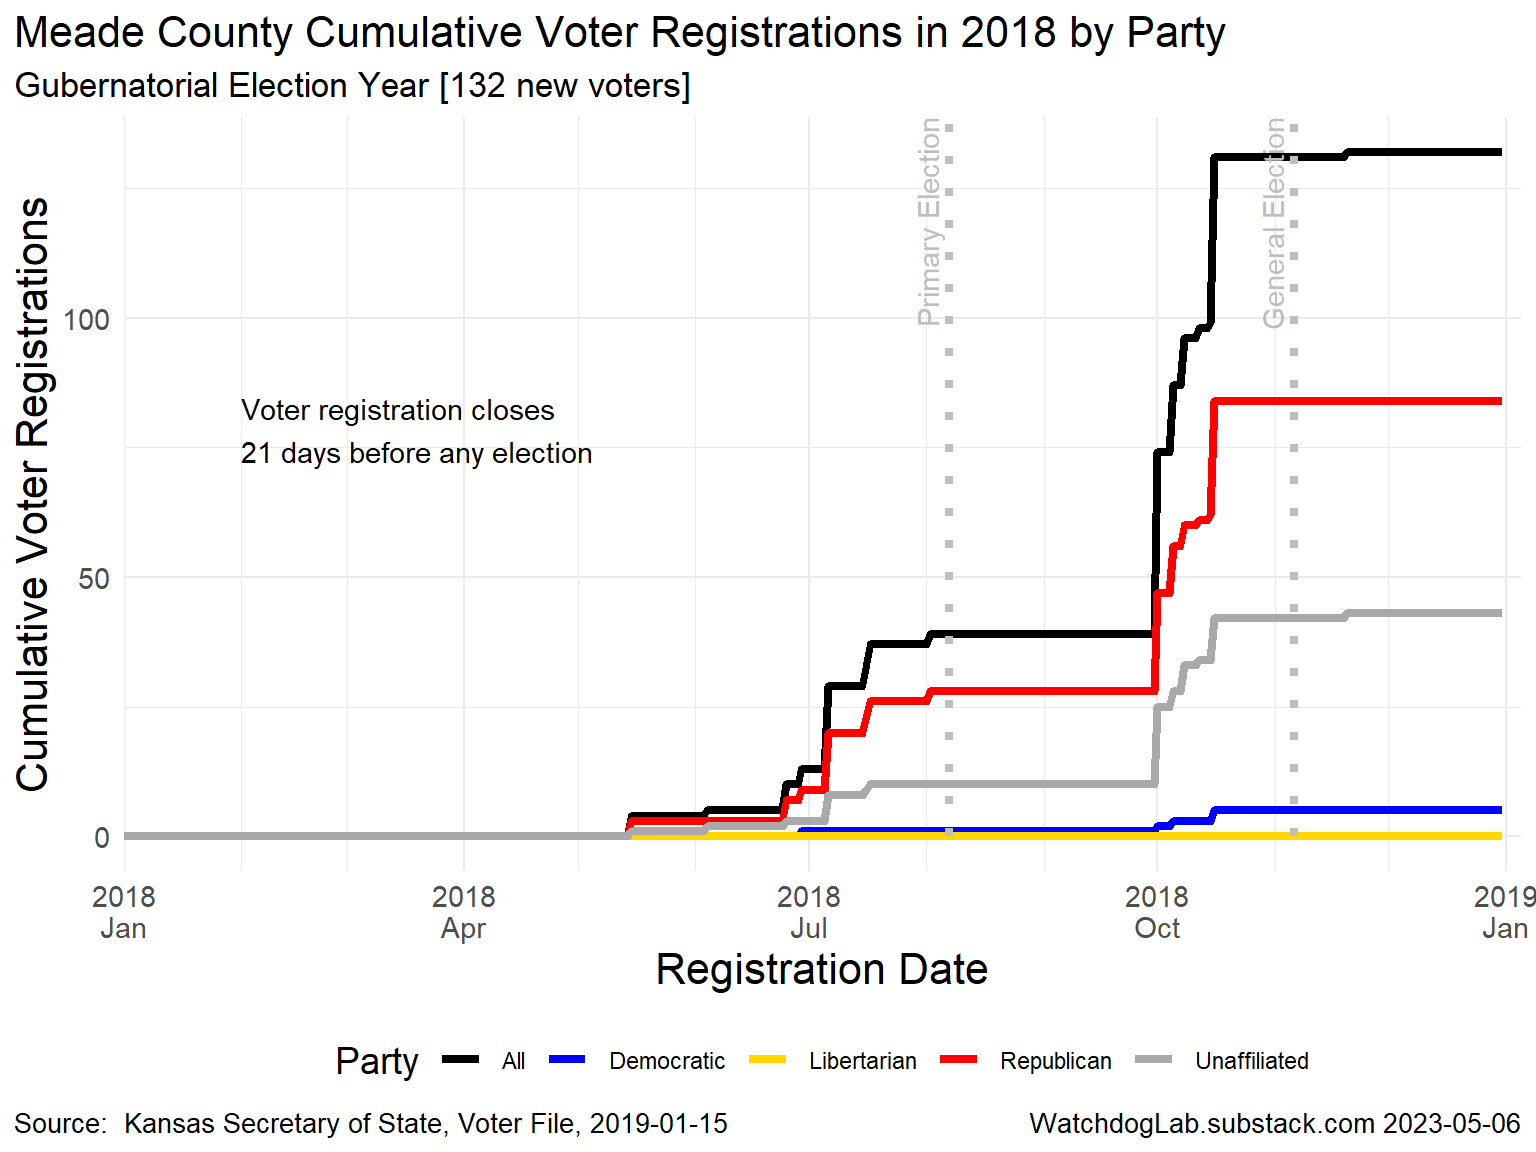 Meade County Cumulative Voter Registrations in 2018 by Party
Gubernatorial Election Year [132 new voters]
Cumulative Voter Registrations
100
50
0
Primary Election
General Election
Voter registration closes
21 days before any election
2018
Jan
2018
Apr
2018
Jul
2018
Oct
2019
Jan
Registration Date
Party
All
Democratic
Libertarian
Republican
Unaffiliated
Source:  Kansas Secretary of State, Voter File, 2019-01-15
WatchdogLab.substack.com 2023-05-06